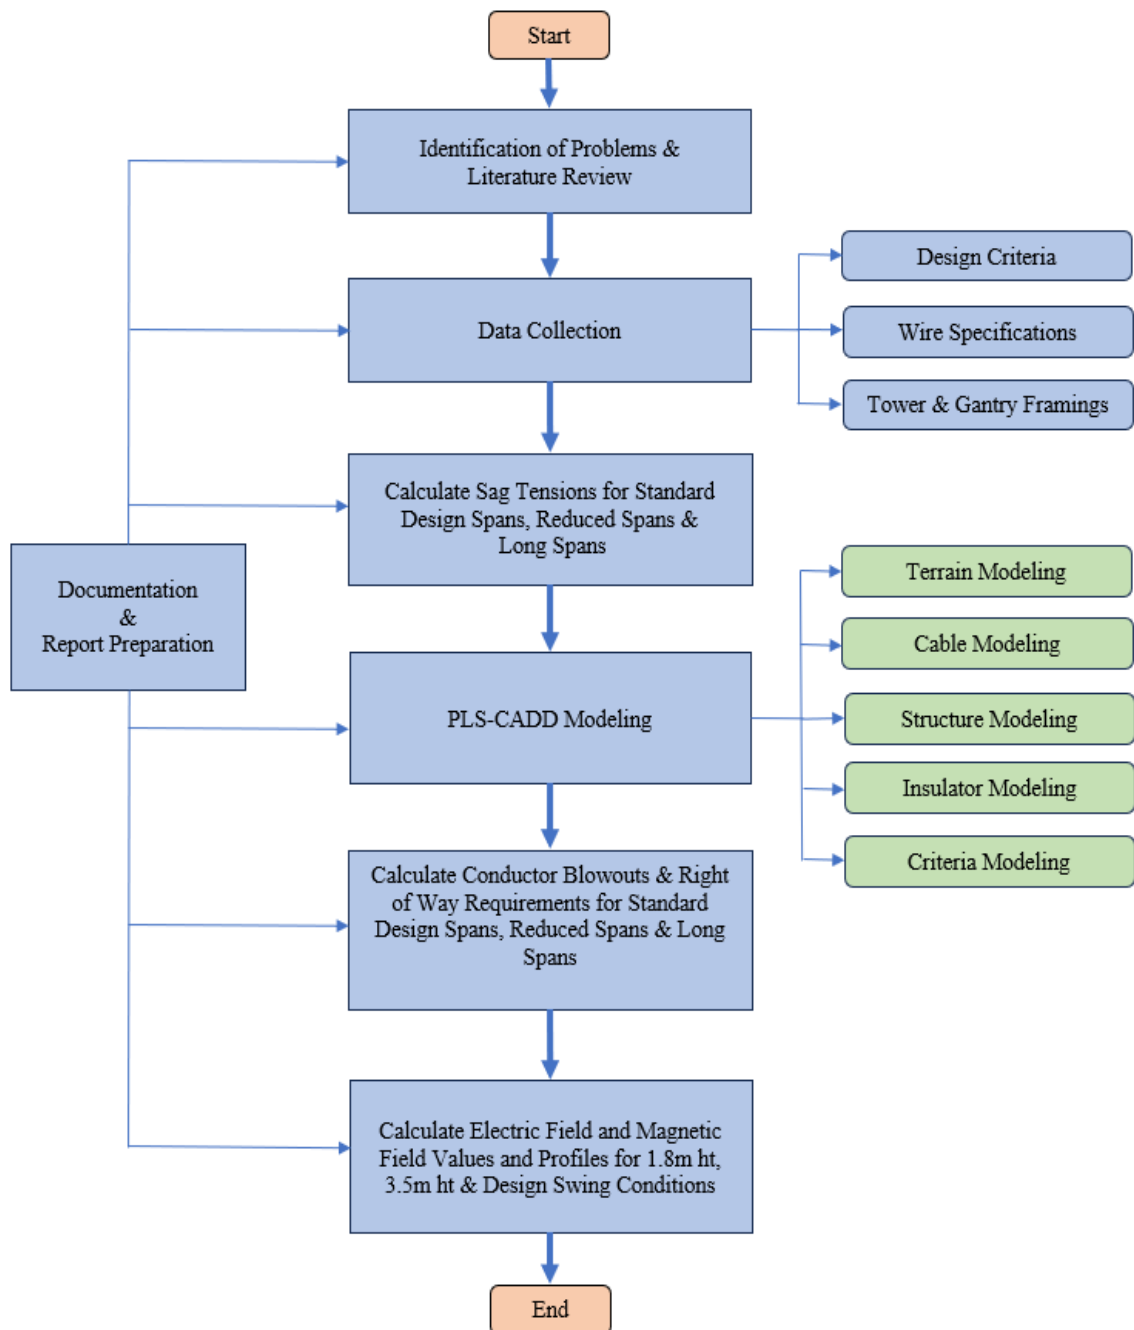 Start
Identification of Problems &
Literature Review
Data Collection
Design Criteria
Wire Specifications
Tower & Gantry Framings
Calculate Sag Tensions for Standard
Design Spans, Reduced Spans &
Long Spans
Documentation
&
Report Preparation
PLS-CADD Modeling
Terrain Modeling
Cable Modeling
Structure Modeling
Insulator Modeling
Criteria Modeling
Calculate Conductor Blowouts & Right
of Way Requirements for Standard
Design Spans, Reduced Spans & Long
Spans
Calculate Electric Field and Magnetic
Field Values and Profiles for 1.8m ht,
3.5m ht & Design Swing Conditions
End